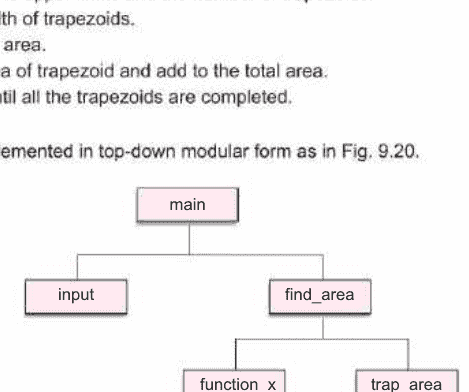 th of trapezoids.
area.
a of trapezoid and add to the total area.
til all the trapezoids are completed.
emented in top-down modular form as in Fig. 9.20.
main
input find_area
function_x trap_area